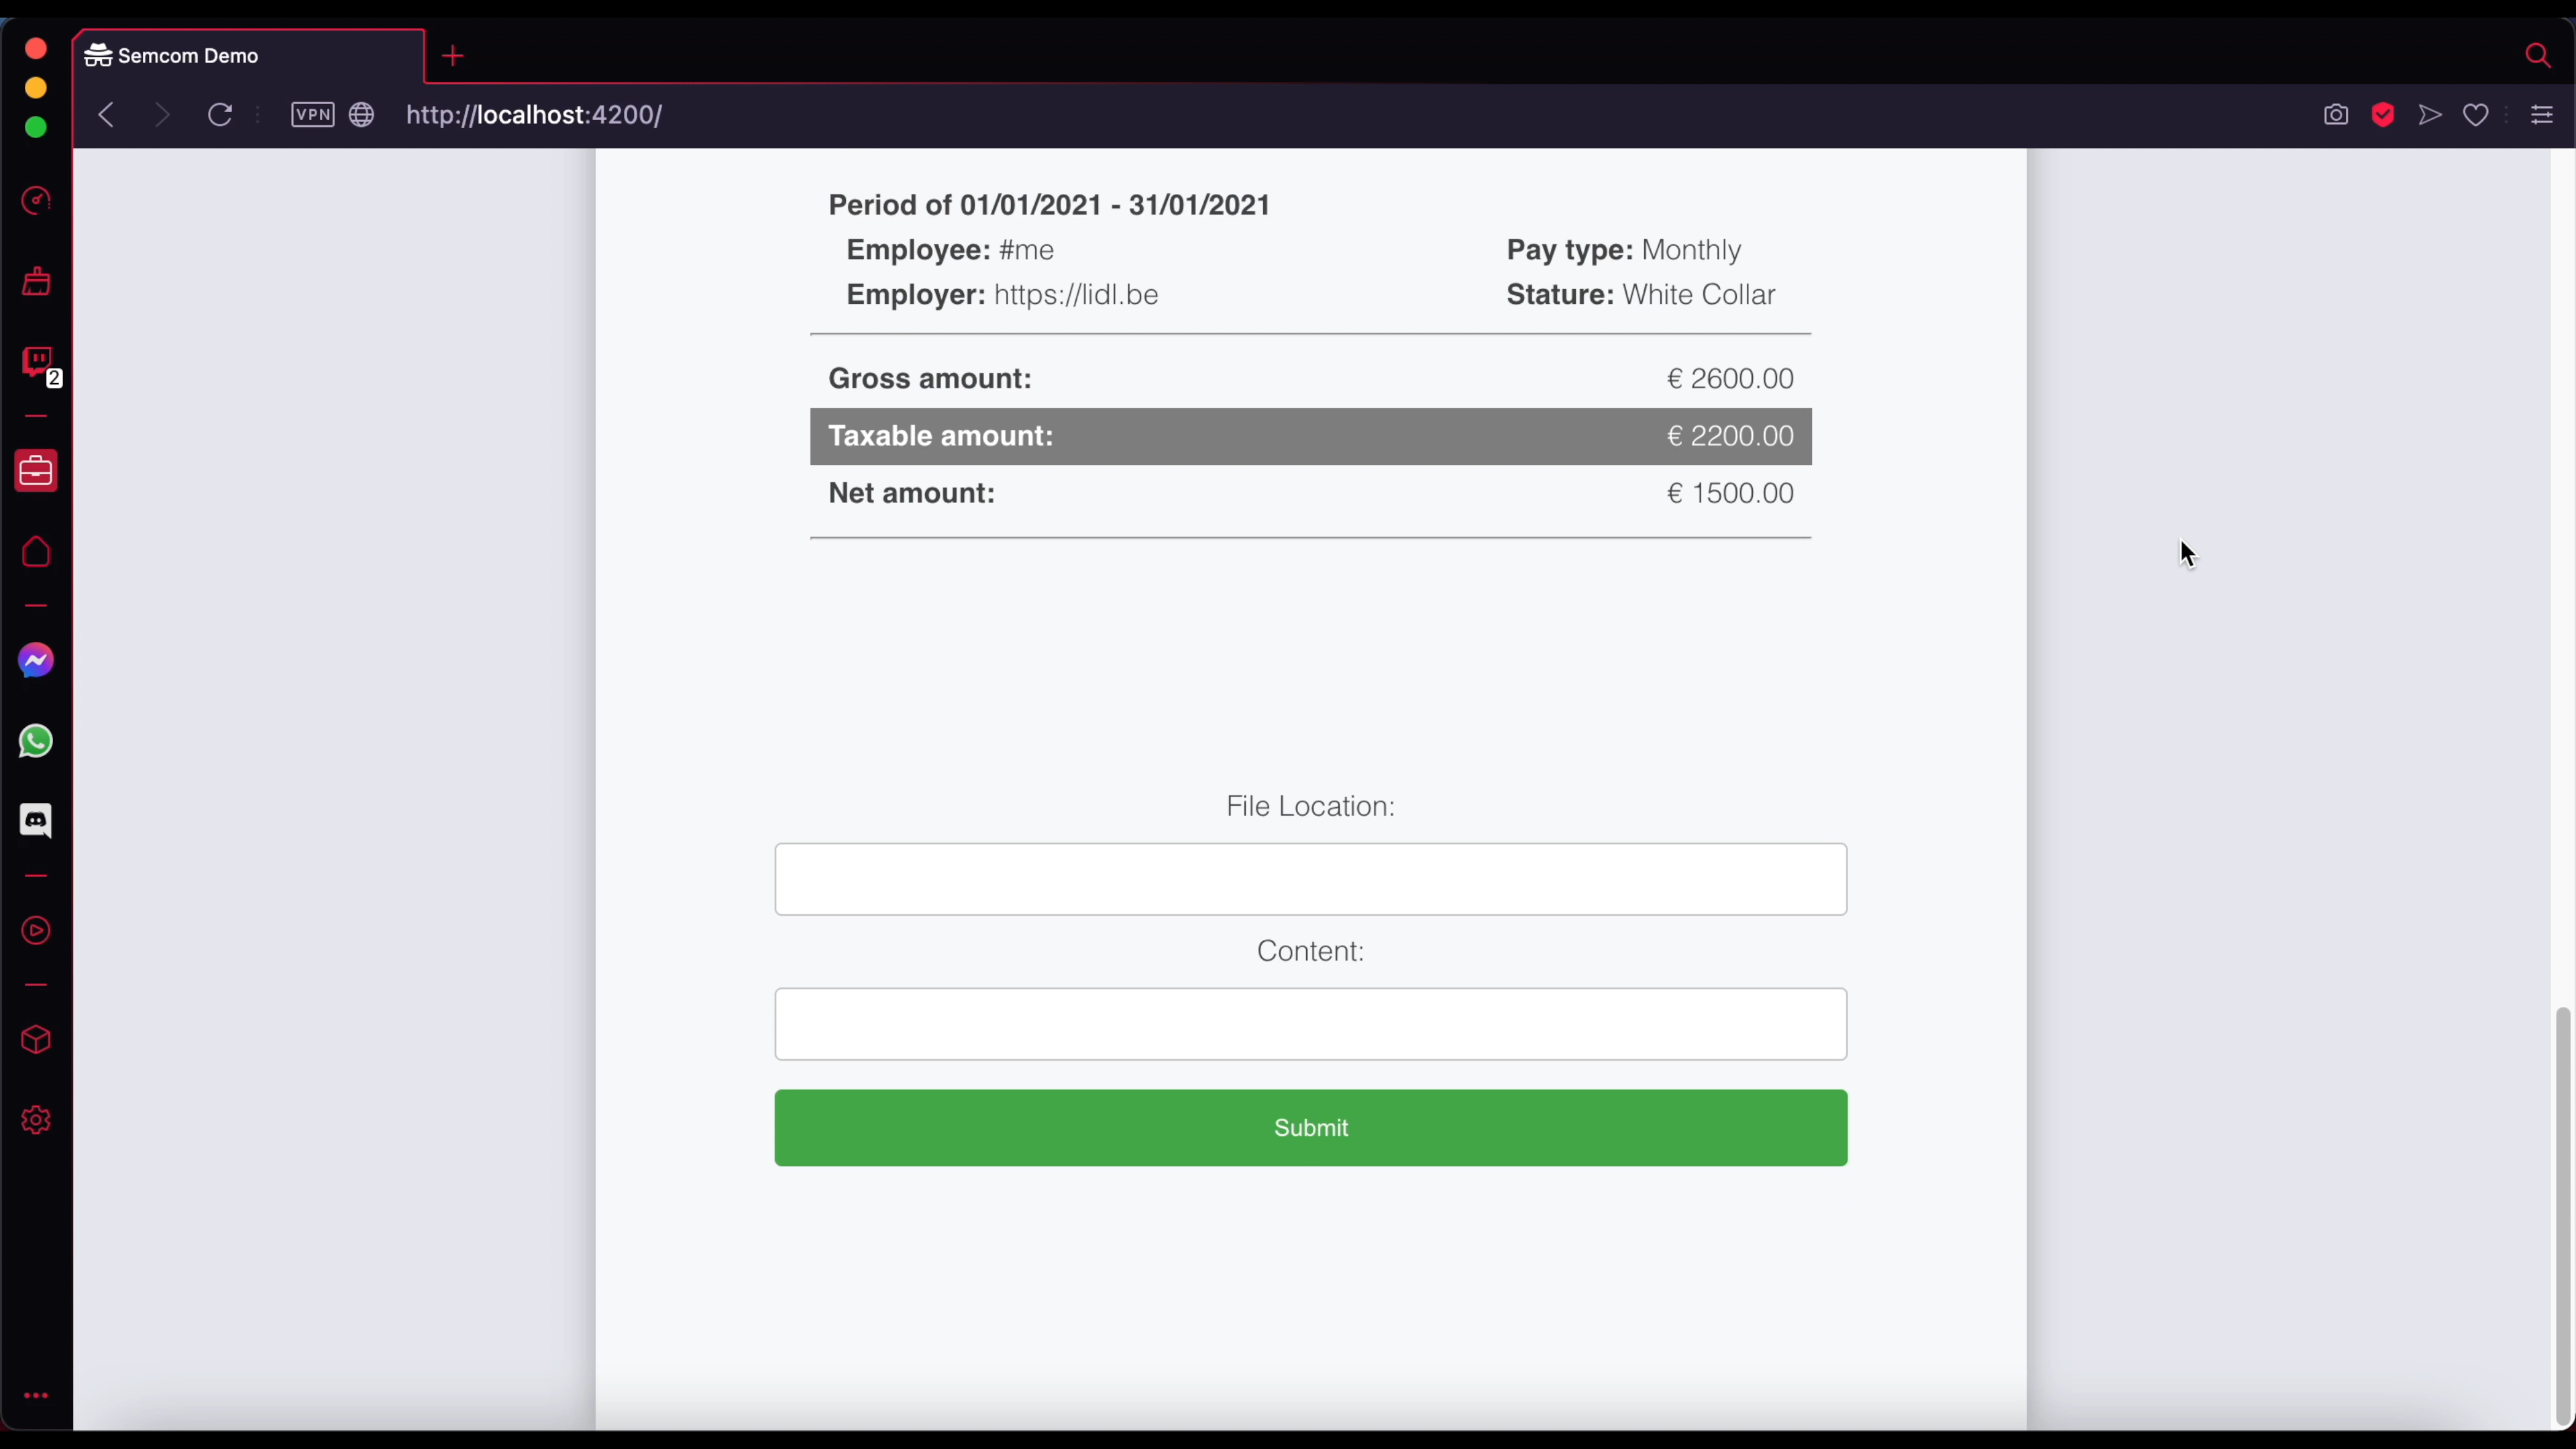 Semcom Demo
VPN http://localhost:4200/
2
Period of 01/01/2021 - 31/01/2021
Employee: #me
Pay type: Monthly
Employer: https://lidl.be
Stature: White Collar
Gross amount: € 2600.00
Taxable amount: € 2200.00
Net amount: € 1500.00
File Location:
Content:
Submit